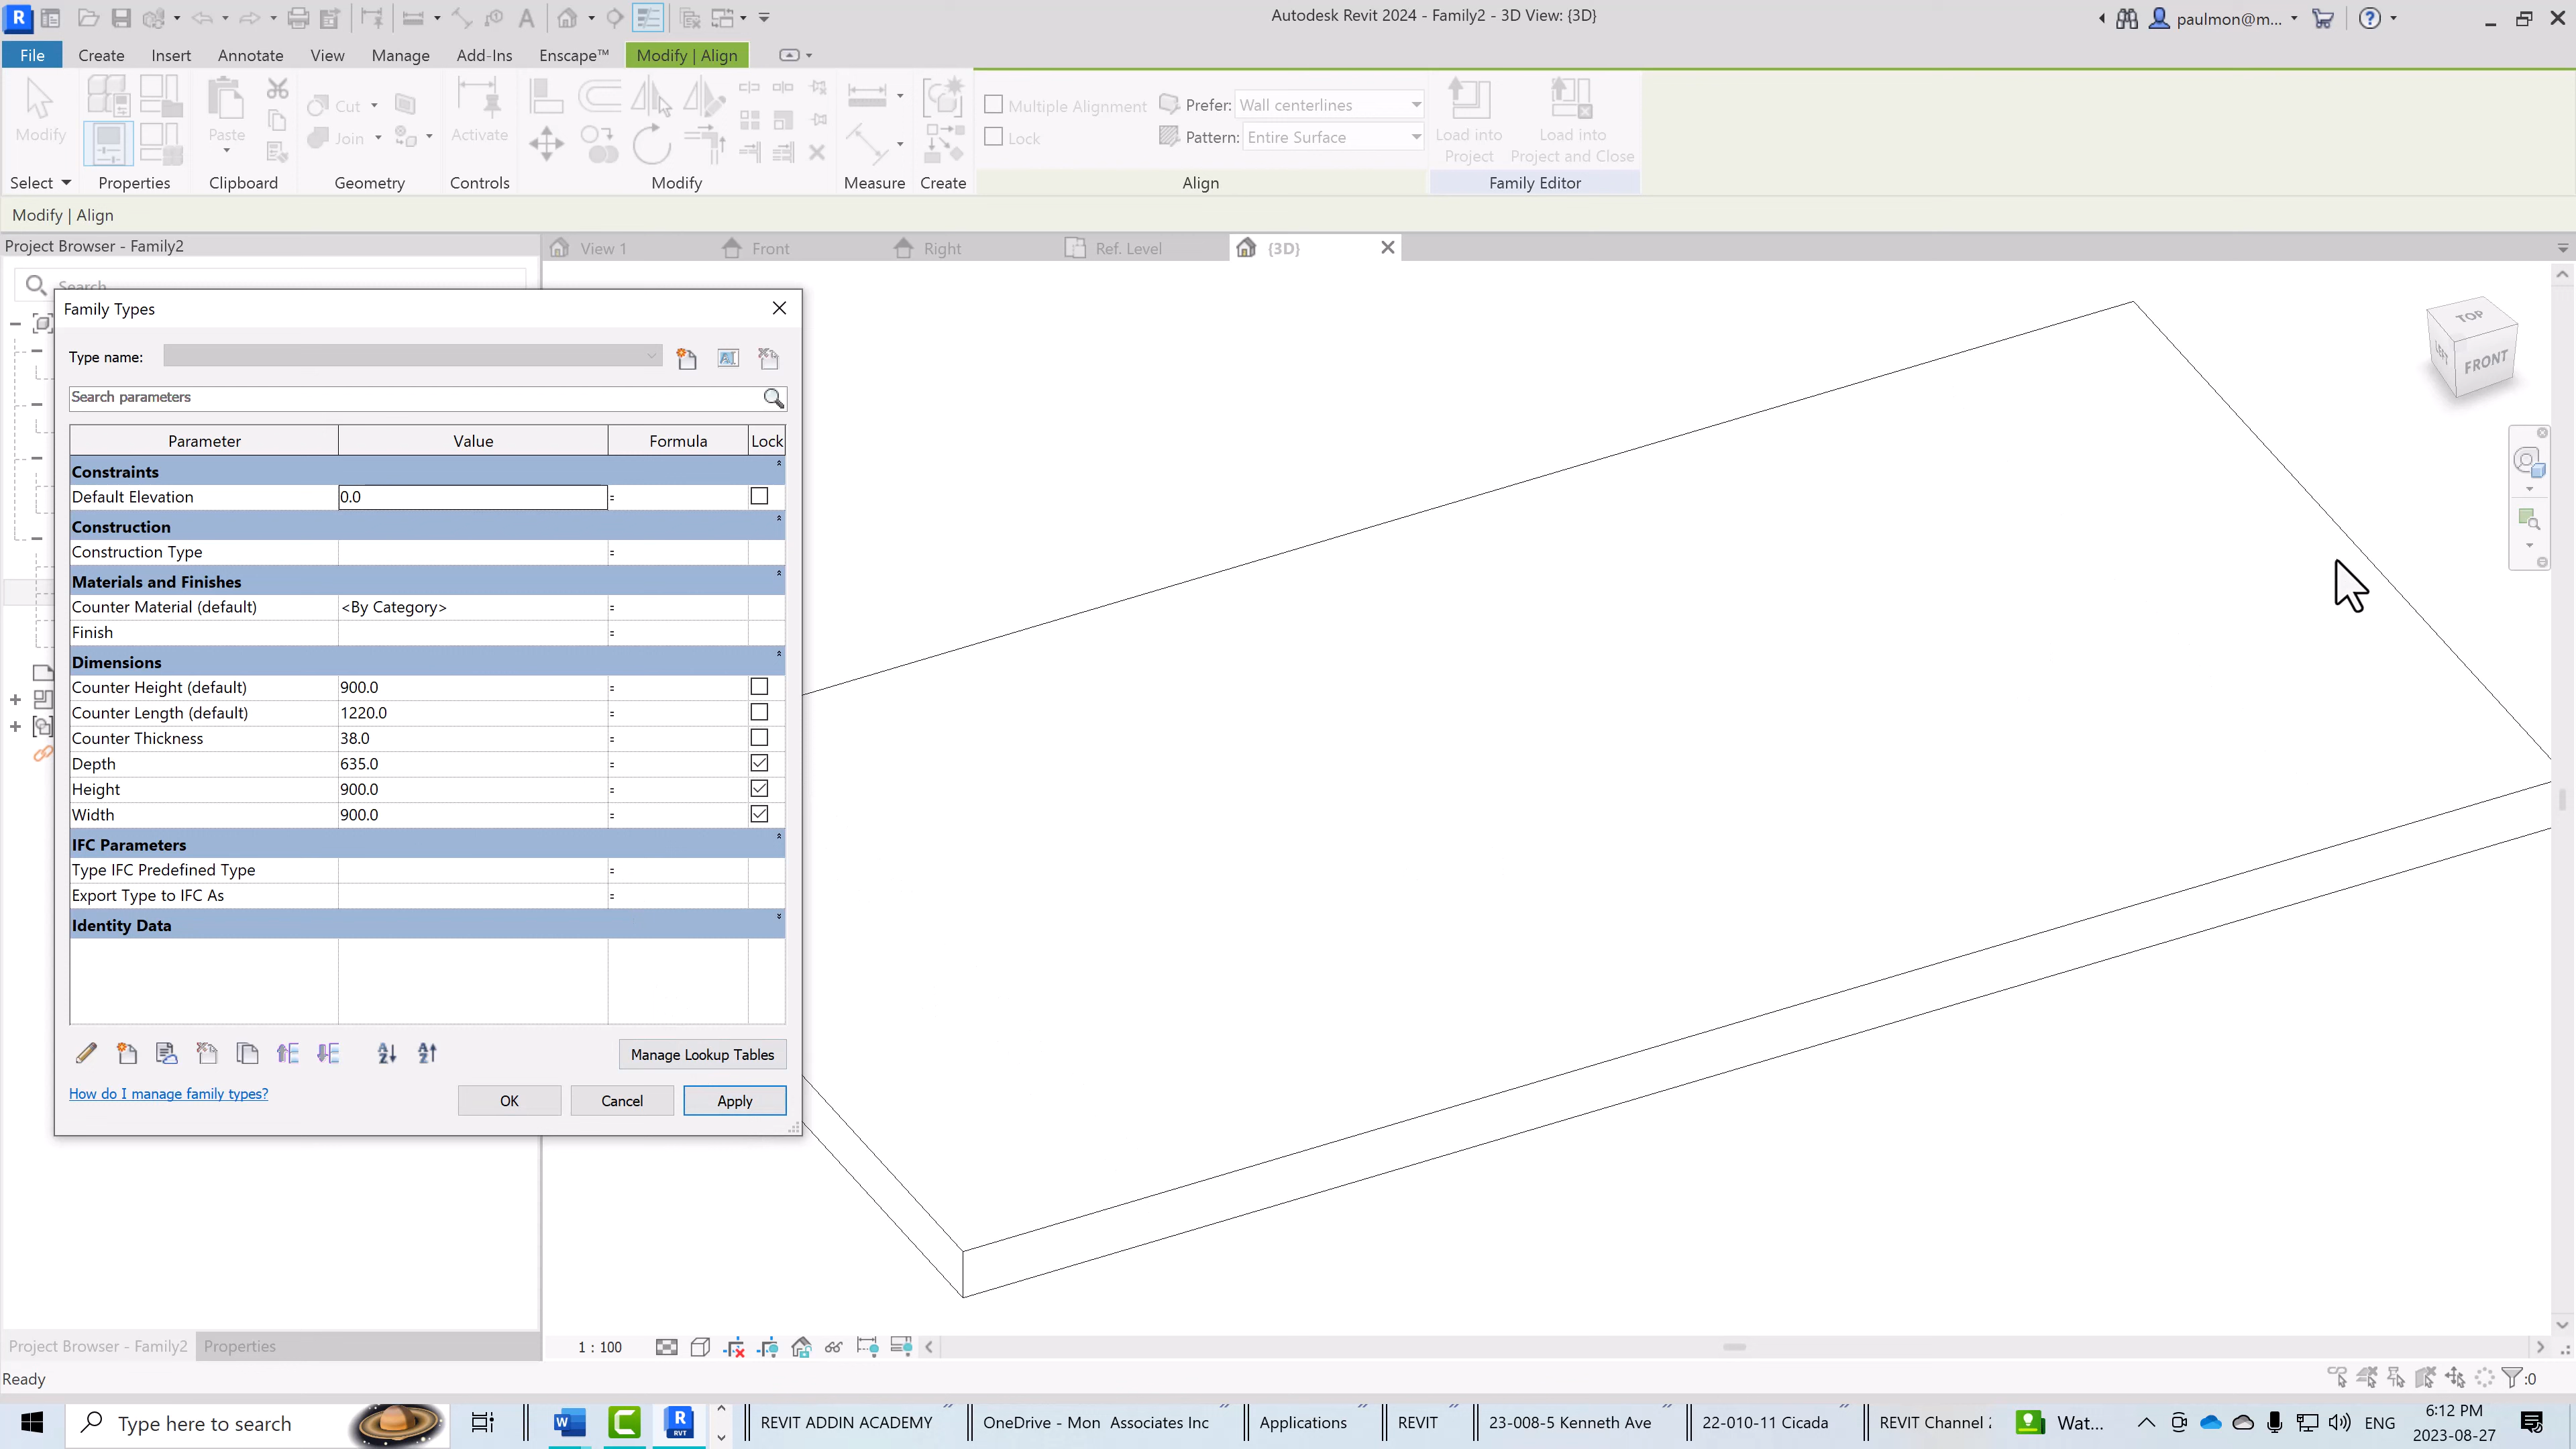 Autodesk Revit 2024 - Family2 - 3D View: {3D}
paulmon@m...
File Create Insert Annotate View Manage Add-Ins Enscape™ Modify | Align
Modify
Paste
Cut
Join
Activate
Multiple Alignment
Lock
Prefer: Wall centerlines
Pattern: Entire Surface
Load into Project
Load into Project and Close
Select Properties Clipboard Geometry Controls Modify Measure Create Align Family Editor
Modify | Align
Project Browser - Family2
View 1 Front Right Ref. Level {3D}
Search
Family Types
Type name:
Search parameters
Parameter Value Formula Lock
Constraints
Default Elevation 0.0 =
Construction
Construction Type =
Materials and Finishes
Counter Material (default) <By Category> =
Finish =
Dimensions
Counter Height (default) 900.0 =
Counter Length (default) 1220.0 =
Counter Thickness 38.0 =
Depth 635.0 =
Height 900.0 =
Width 900.0 =
IFC Parameters
Type IFC Predefined Type =
Export Type to IFC As =
Identity Data
Manage Lookup Tables
How do I manage family types?
OK Cancel Apply
TOP
LEFT
FRONT
Project Browser - Family2 Properties
1 : 100
Ready
:0
Type here to search
REVIT ADDIN ACADEMY
OneDrive - Mon Associates Inc
Applications
REVIT
23-008-5 Kenneth Ave
22-010-11 Cicada
REVIT Channel
Wat...
ENG
6:12 PM
2023-08-27